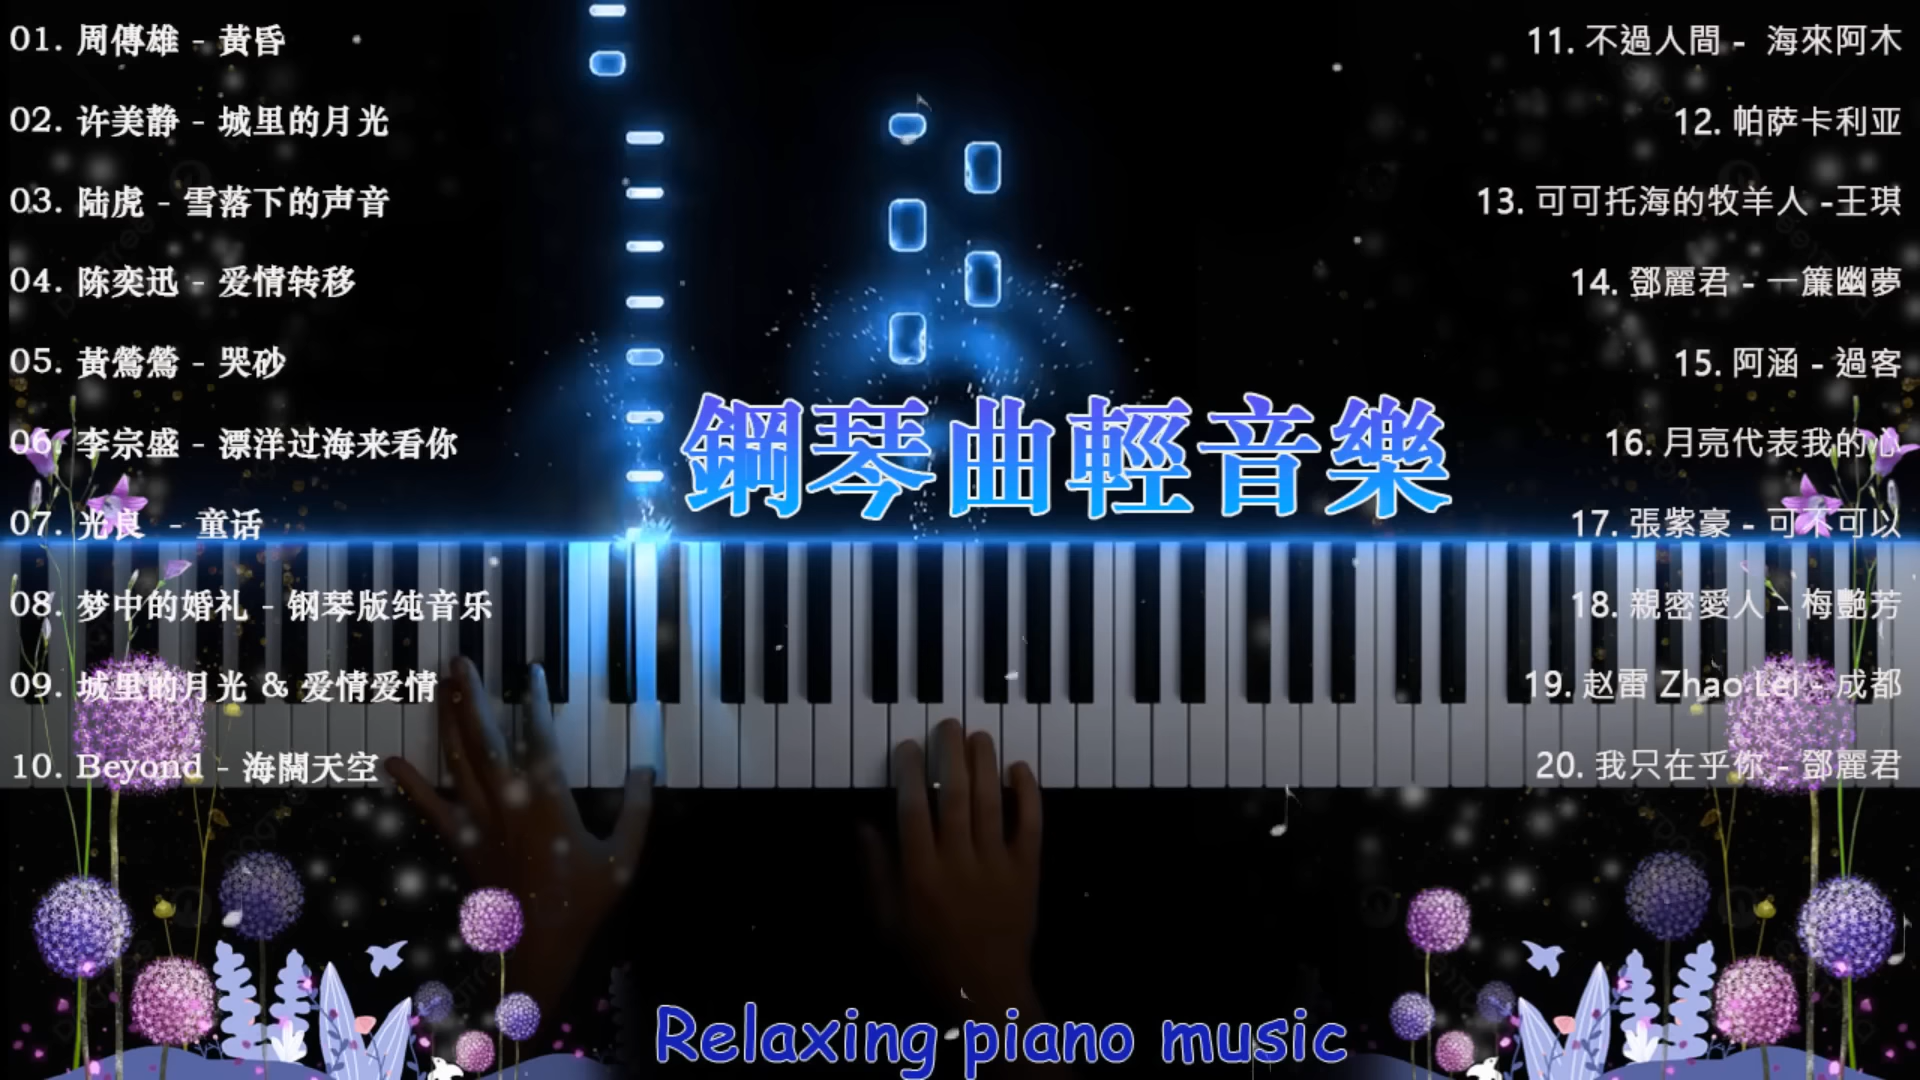 01. 周傳雄 - 黃昏
02. 许美静 - 城里的月光
03. 陆虎 - 雪落下的声音
04. 陈奕迅 - 爱情转移
05. 黃鶯鶯 - 哭砂
06. 李宗盛 - 漂洋过海来看你
07. 光良 - 童话
08. 梦中的婚礼 - 钢琴版纯音乐
09. 城里的月光 & 爱情爱情
10. Beyond - 海闊天空
11. 不過人間 - 海來阿木
12. 帕萨卡利亚
13. 可可托海的牧羊人 -王琪
14. 鄧麗君 - 一簾幽夢
15. 阿涵 - 過客
16. 月亮代表我的心
17. 張紫豪 - 可不可以
18. 親密愛人 - 梅艷芳
19. 赵雷 Zhao Lei - 成都
20. 我只在乎你 - 鄧麗君
鋼琴曲輕音樂
Relaxing piano music